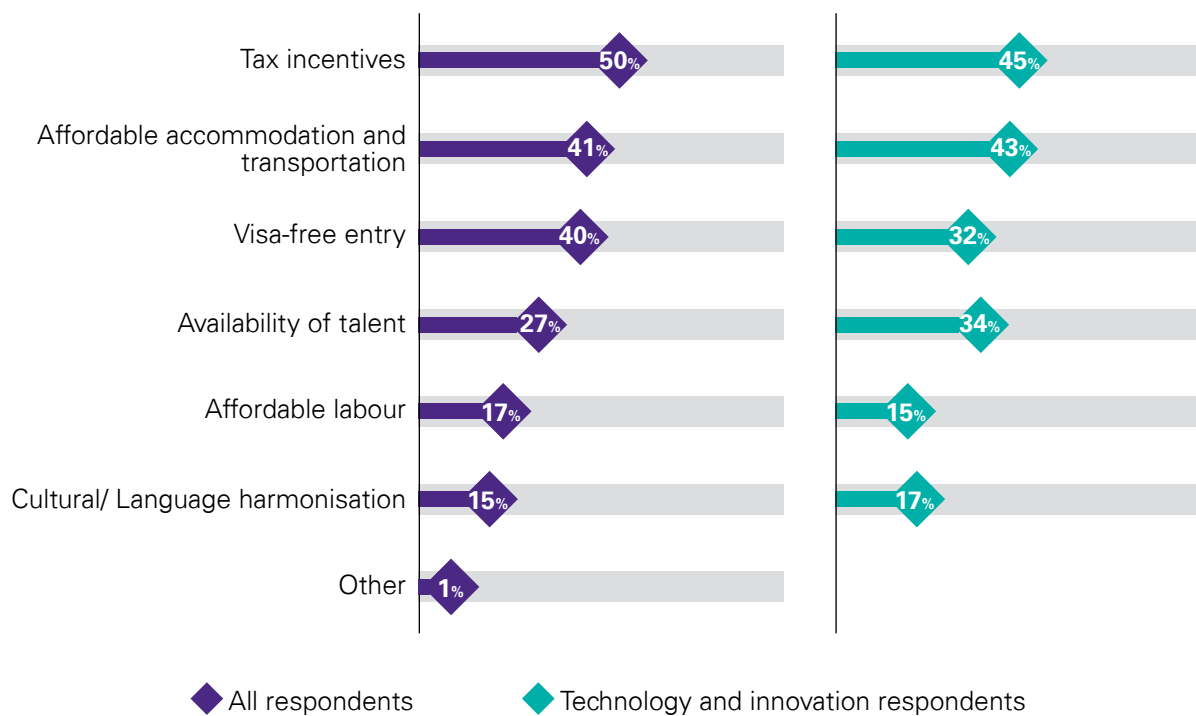 Tax incentives 50% 45%
Affordable accommodation and
transportation 41% 43%
Visa-free entry 40% 32%
Availability of talent 27% 34%
Affordable labour 17% 15%
Cultural/ Language harmonisation 15% 17%
Other 1%
All respondents Technology and innovation respondents